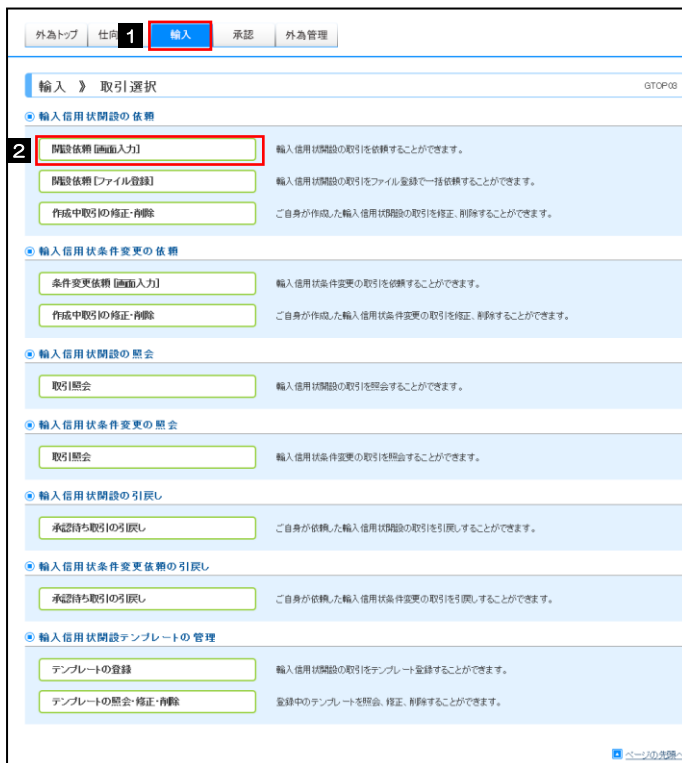 外為トップ 仕向 1 輸入 承認 外為管理
輸入 》 取引選択 GTOP03
輸入信用状開設の依頼
2 開設依頼[画面入力] 輸入信用状開設の取引を依頼することができます。
開設依頼[ファイル登録] 輸入信用状開設の取引をファイル登録で一括依頼することができます。
作成中取引の修正・削除 ご自身が作成した輸入信用状開設の取引を修正、削除することができます。
輸入信用状条件変更の依頼
条件変更依頼[画面入力] 輸入信用状条件変更の取引を依頼することができます。
作成中取引の修正・削除 ご自身が作成した輸入信用状条件変更の取引を修正、削除することができます。
輸入信用状開設の照会
取引照会 輸入信用状開設の取引を照会することができます。
輸入信用状条件変更の照会
取引照会 輸入信用状条件変更の取引を照会することができます。
輸入信用状開設の引戻し
承認待ち取引の引戻し ご自身が依頼した輸入信用状開設の取引を引戻しすることができます。
輸入信用状条件変更依頼の引戻し
承認待ち取引の引戻し ご自身が依頼した輸入信用状条件変更の取引を引戻しすることができます。
輸入信用状開設テンプレートの管理
テンプレートの登録 輸入信用状開設の取引をテンプレート登録することができます。
テンプレートの照会・修正・削除 登録中のテンプレートを照会、修正、削除することができます。
ページの先頭へ